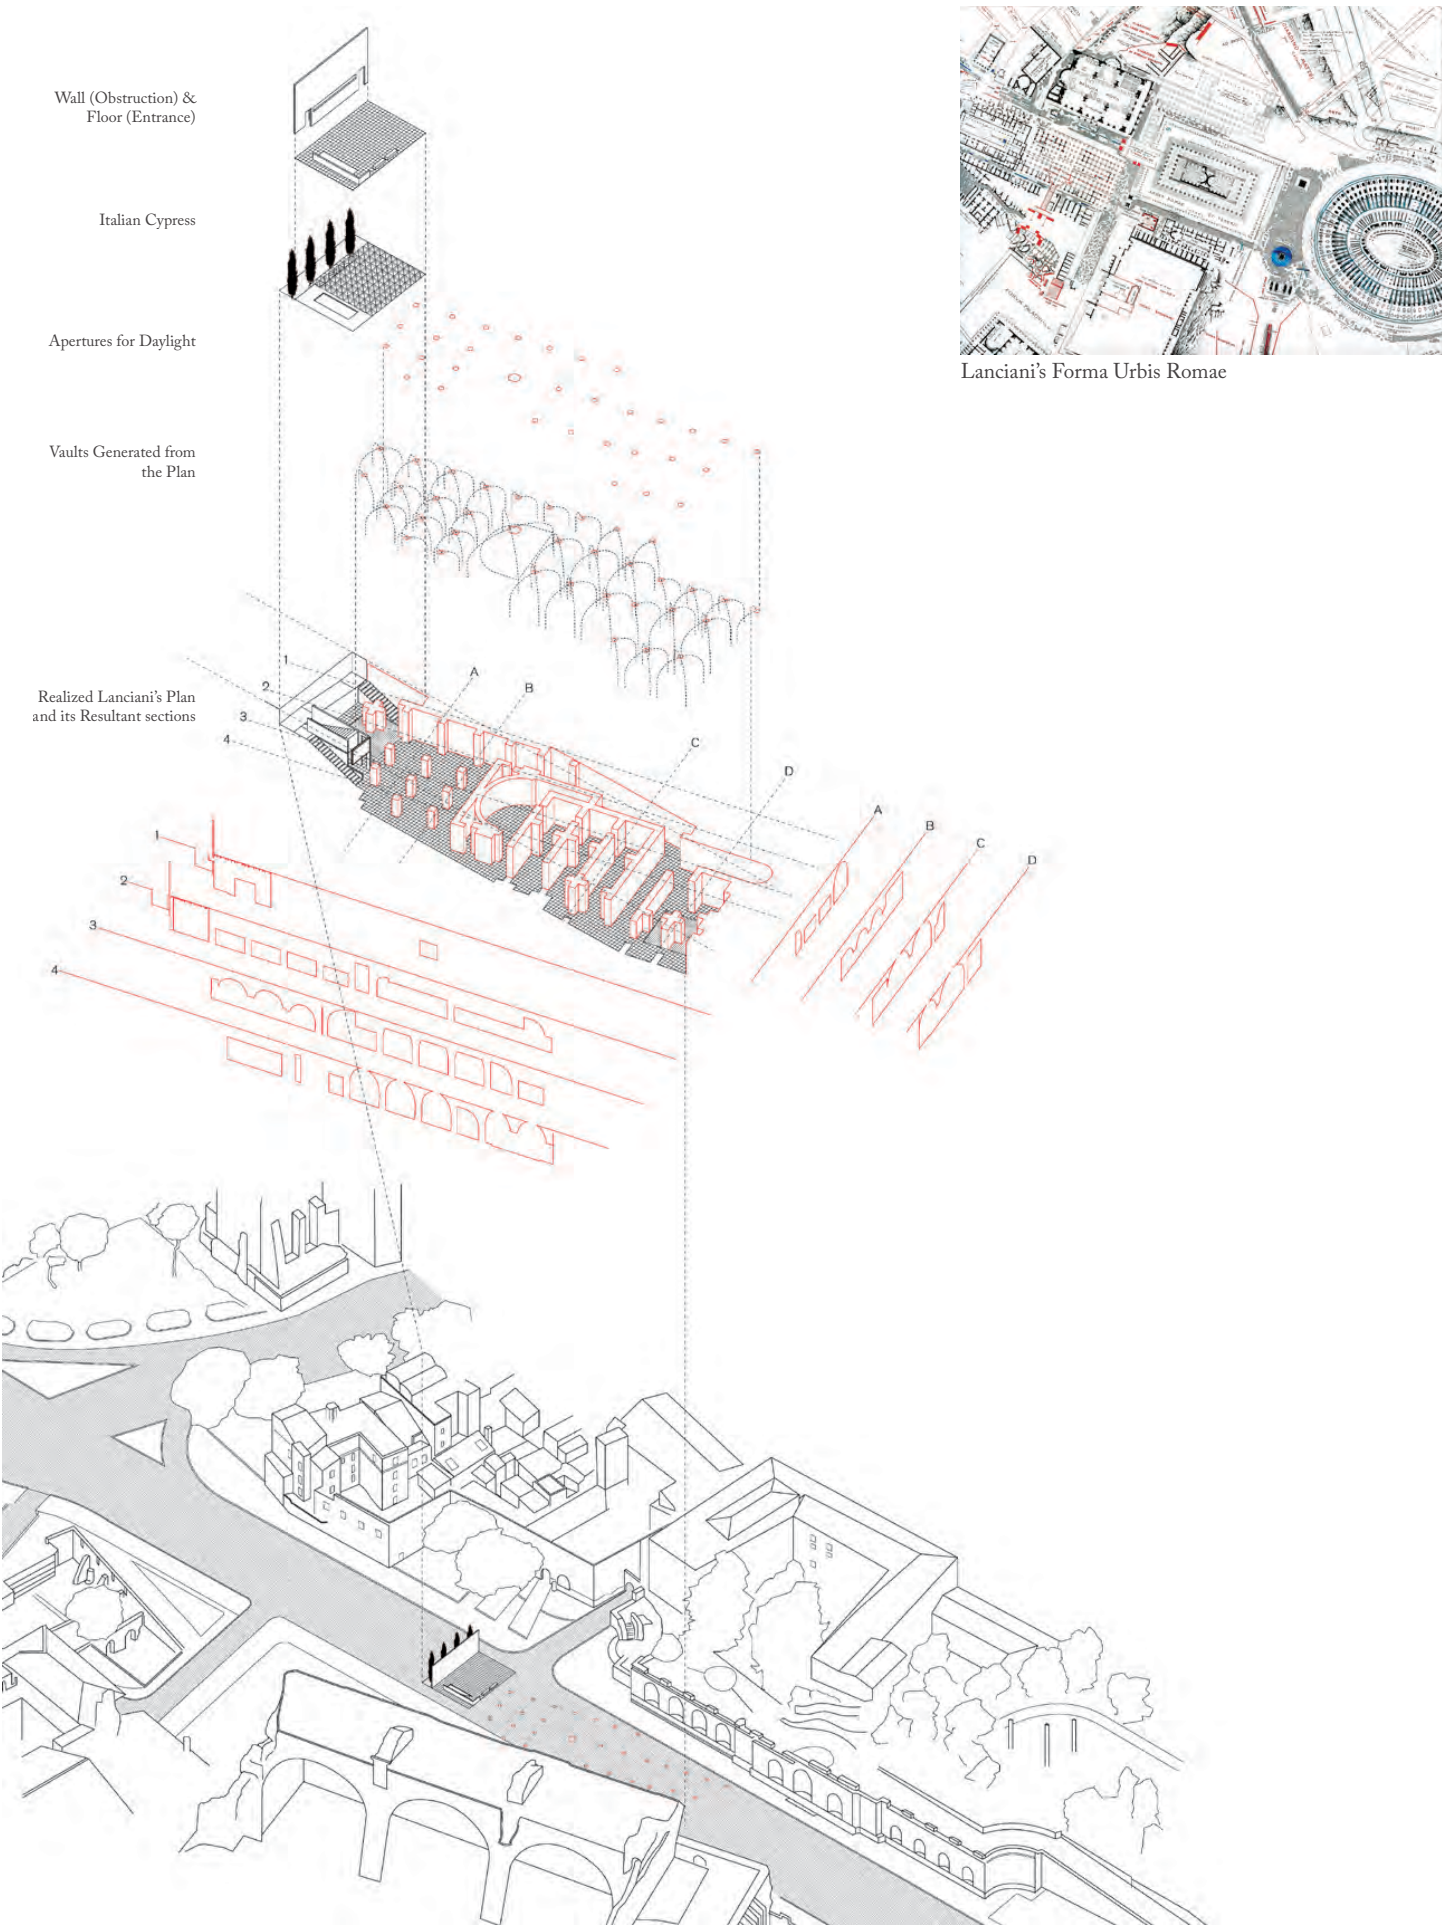 Wall (Obstruction) &
Floor (Entrance)
Italian Cypress
Apertures for Daylight
Vaults Generated from
the Plan
Realized Lanciani's Plan
and its Resultant sections
Lanciani's Forma Urbis Romae
1
2
3
4
A
B
C
D
A
B
C
D
1
2
3
4